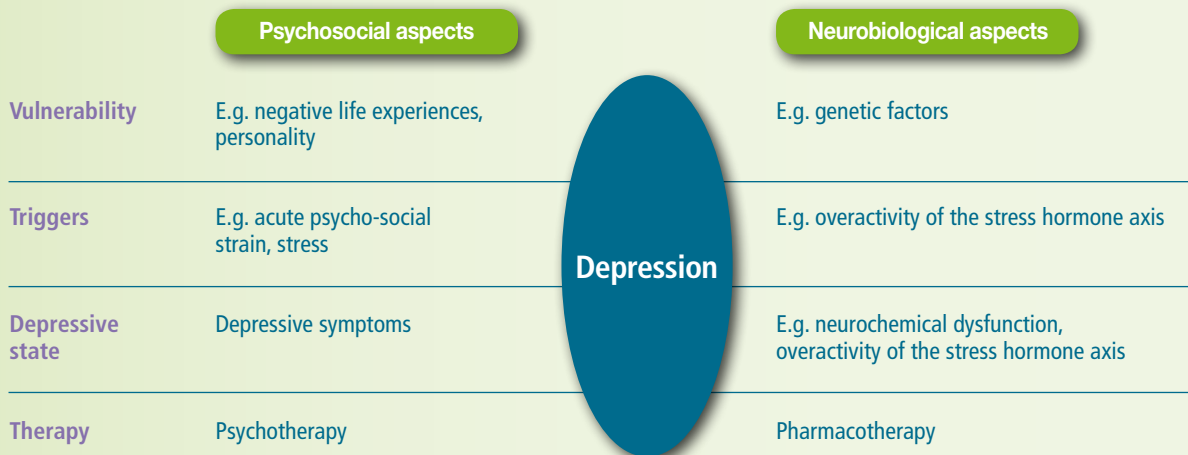 Psychosocial aspects
Neurobiological aspects
Vulnerability
E.g. negative life experiences,
personality
E.g. genetic factors
Triggers
E.g. acute psycho-social
strain, stress
E.g. overactivity of the stress hormone axis
Depression
Depressive
state
Depressive symptoms
E.g. neurochemical dysfunction,
overactivity of the stress hormone axis
Therapy
Psychotherapy
Pharmacotherapy